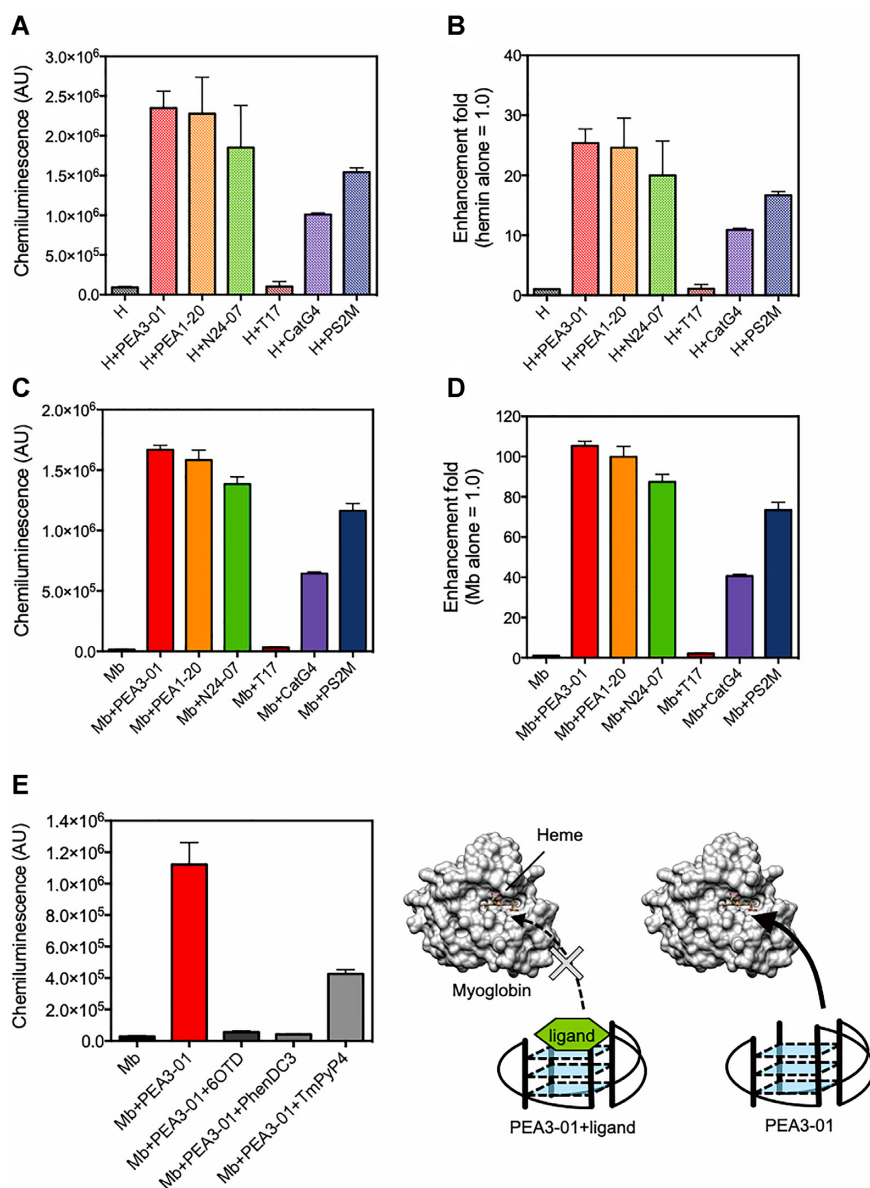 A
Chemiluminescence (AU)
3.0×10⁶
2.5×10⁶
2.0×10⁶
1.5×10⁶
1.0×10⁶
5.0×10⁵
0.0
H
H+PEA3-01
H+PEA1-20
H+N24-07
H+T17
H+CatG4
H+PS2M
B
Enhancement fold
(hemin alone = 1.0)
40
30
20
10
0
H
H+PEA3-01
H+PEA1-20
H+N24-07
H+T17
H+CatG4
H+PS2M
C
Chemiluminescence (AU)
2.0×10⁶
1.5×10⁶
1.0×10⁶
5.0×10⁵
0.0
Mb
Mb+PEA3-01
Mb+PEA1-20
Mb+N24-07
Mb+T17
Mb+CatG4
Mb+PS2M
D
Enhancement fold
(Mb alone = 1.0)
120
100
80
60
40
20
0
Mb
Mb+PEA3-01
Mb+PEA1-20
Mb+N24-07
Mb+T17
Mb+CatG4
Mb+PS2M
E
Chemiluminescence (AU)
1.4×10⁶
1.2×10⁶
1.0×10⁶
8.0×10⁵
6.0×10⁵
4.0×10⁵
2.0×10⁵
0.0
Mb
Mb+PEA3-01
Mb+PEA3-01+6OTD
Mb+PEA3-01+PhenDC3
Mb+PEA3-01+TmPyP4
Heme
Myoglobin
ligand
PEA3-01+ligand
PEA3-01